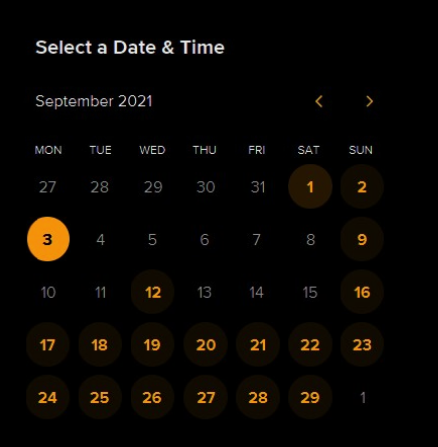 Select a Date & Time
September 2021
MON TUE WED THU FRI SAT SUN
27 28 29 30 31 1 2
3 4 5 6 7 8 9
10 11 12 13 14 15 16
17 18 19 20 21 22 23
24 25 26 27 28 29 1